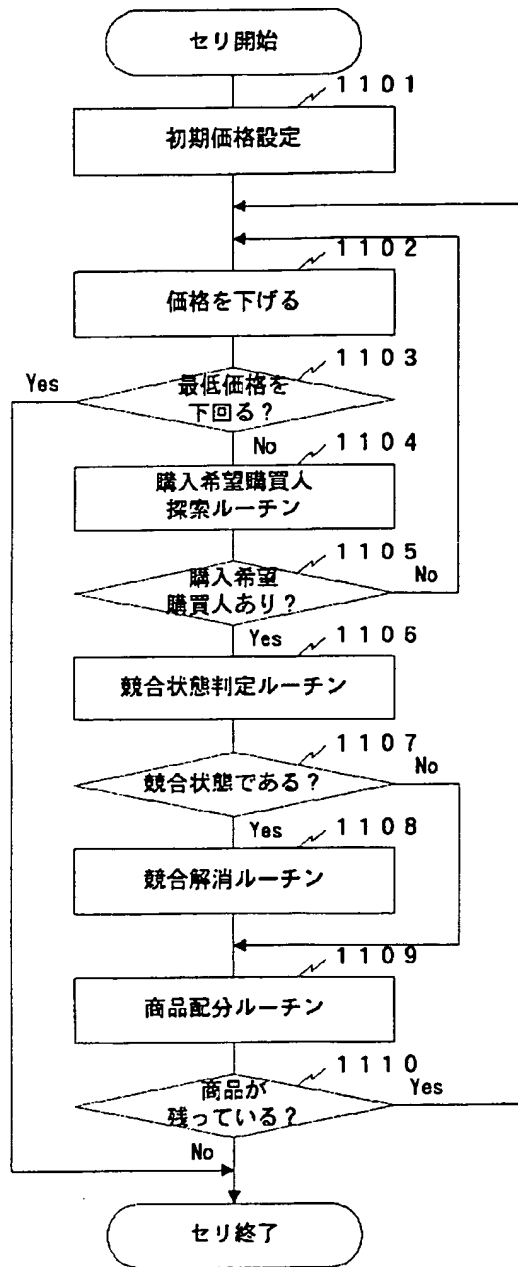 セリ開始
1101
初期価格設定
1102
価格を下げる
1103
Yes
最低価格を
下回る?
No
1104
購入希望購買人
探索ルーチン
1105
購入希望
購買人あり?
No
Yes
1106
競合状態判定ルーチン
1107
競合状態である?
No
Yes
1108
競合解消ルーチン
1109
商品配分ルーチン
1110
商品が
残っている?
Yes
No
セリ終了